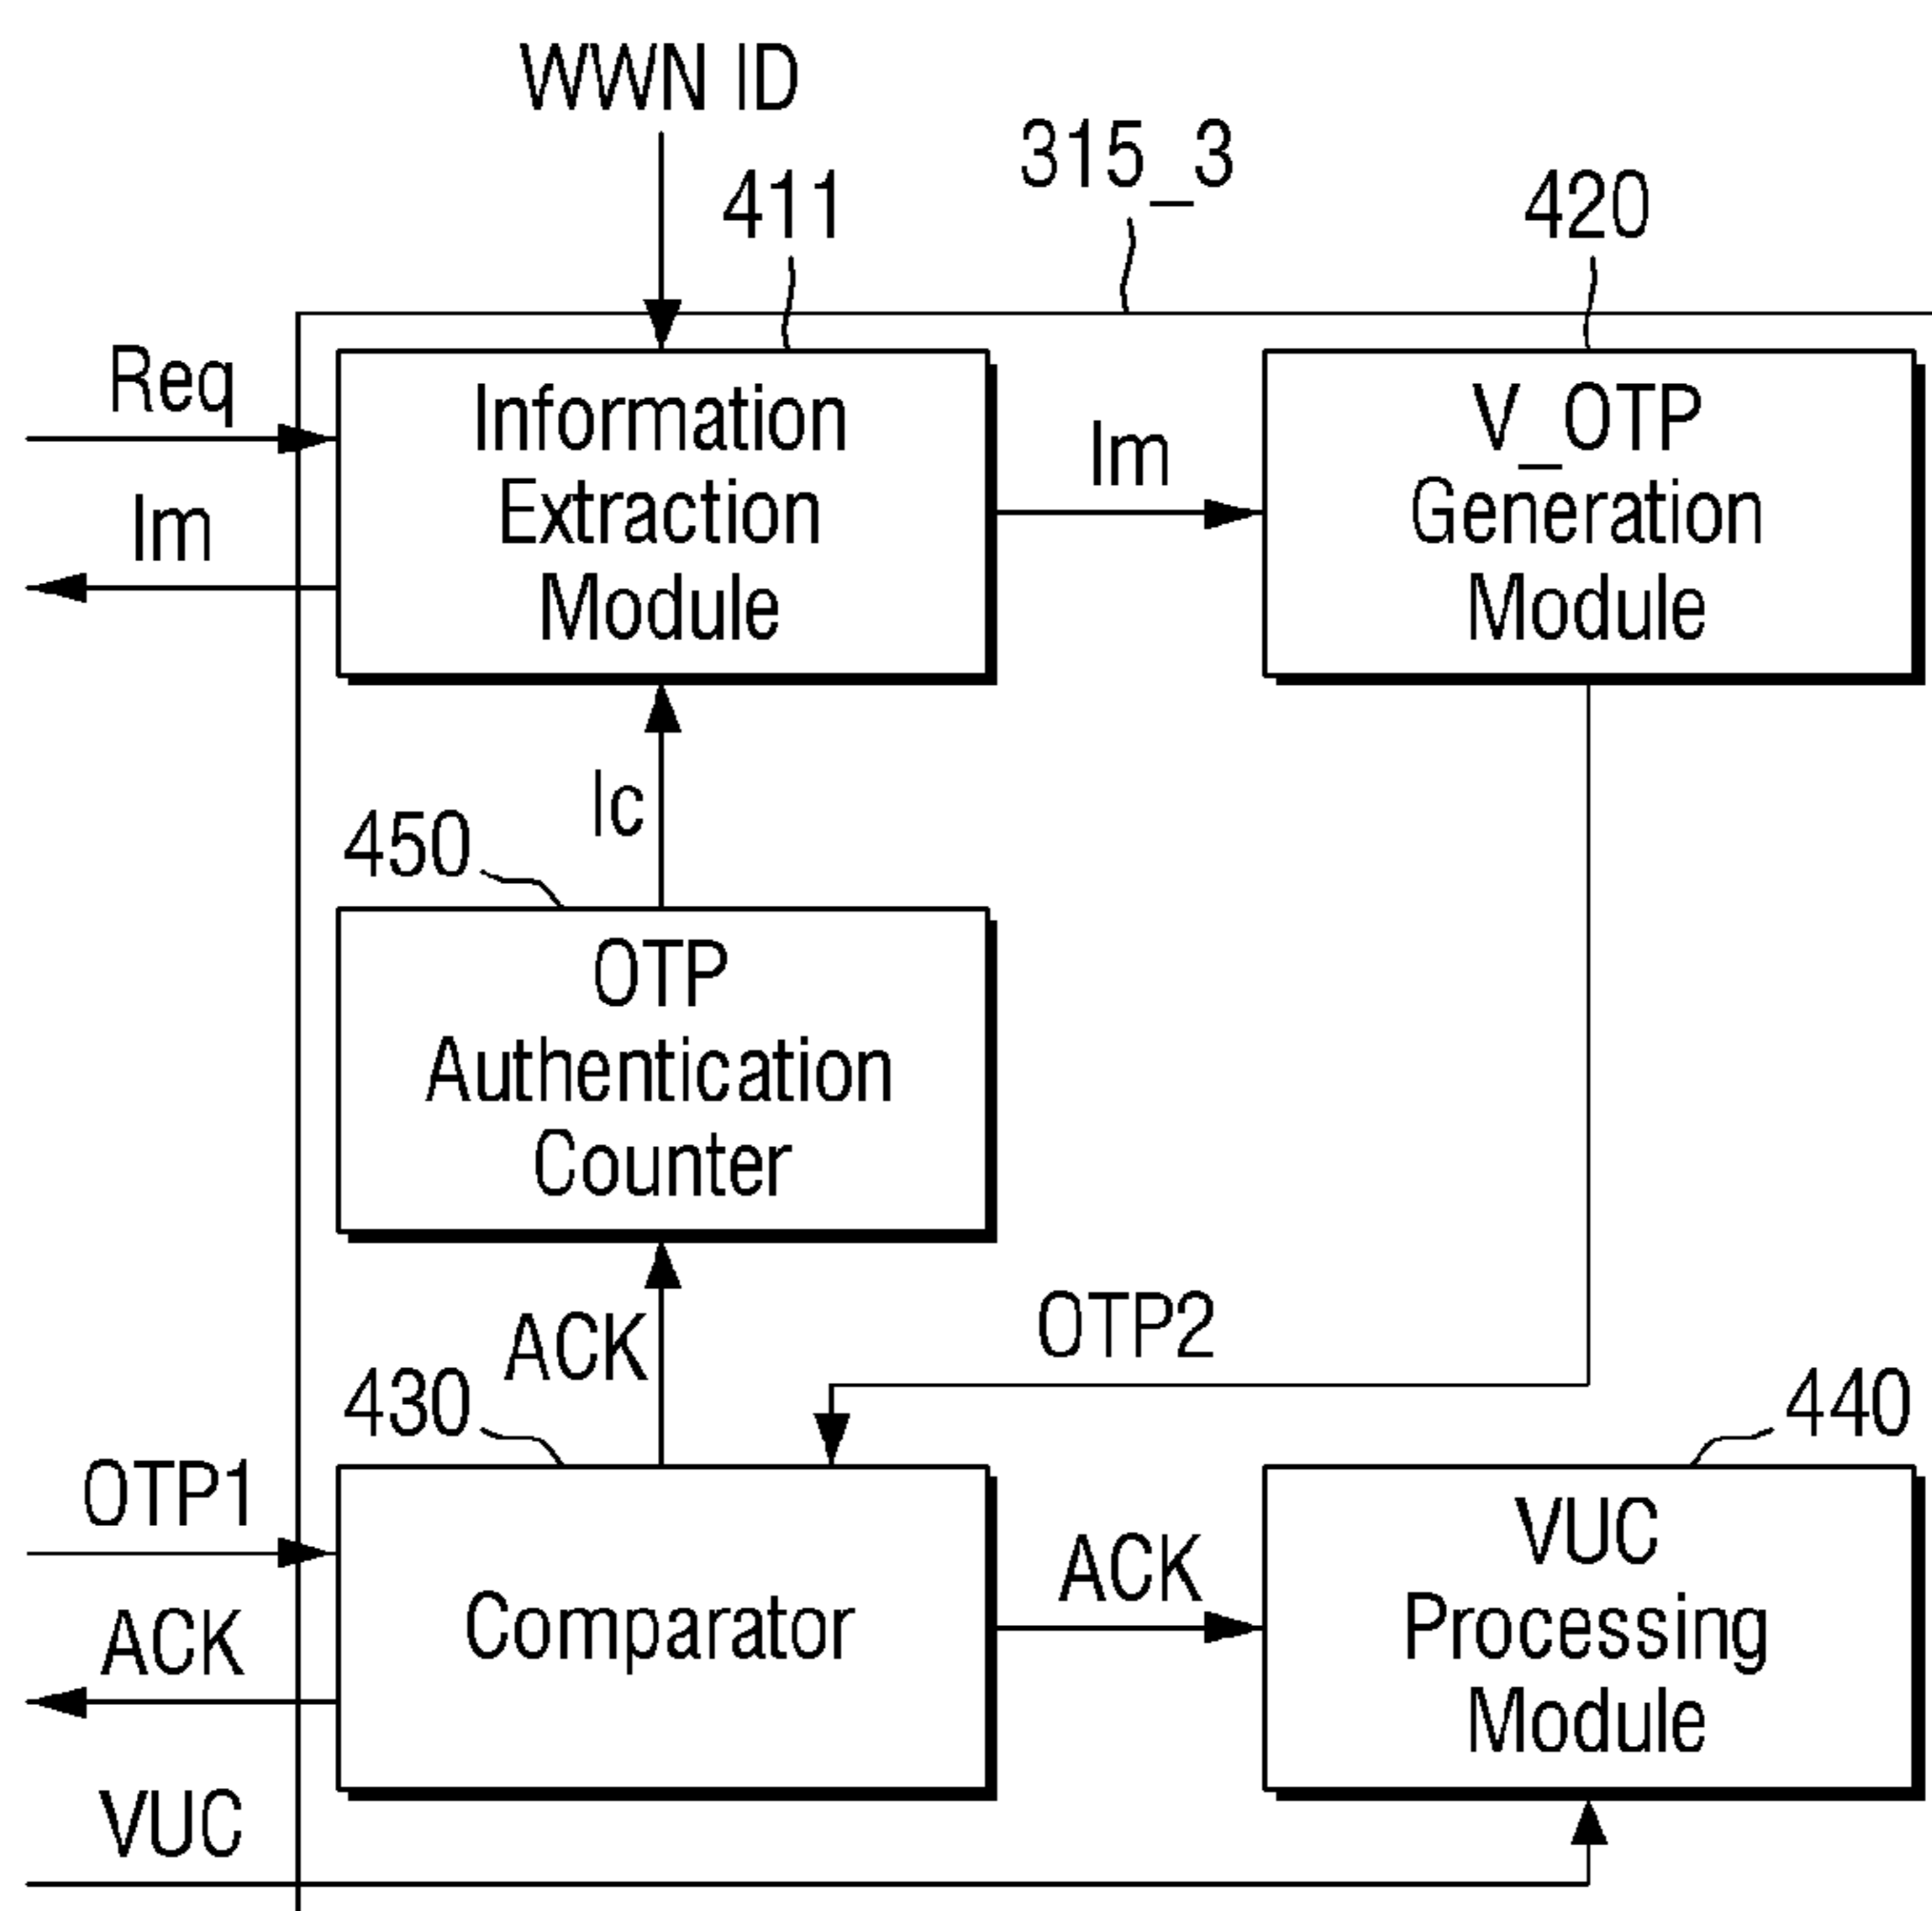 WWN ID
315_3
411
420
Req
Im
Information
Extraction
Module
Im
V_OTP
Generation
Module
Ic
450
OTP
Authentication
Counter
ACK
OTP2
430
440
OTP1
ACK
Comparator
ACK
VUC
Processing
Module
VUC